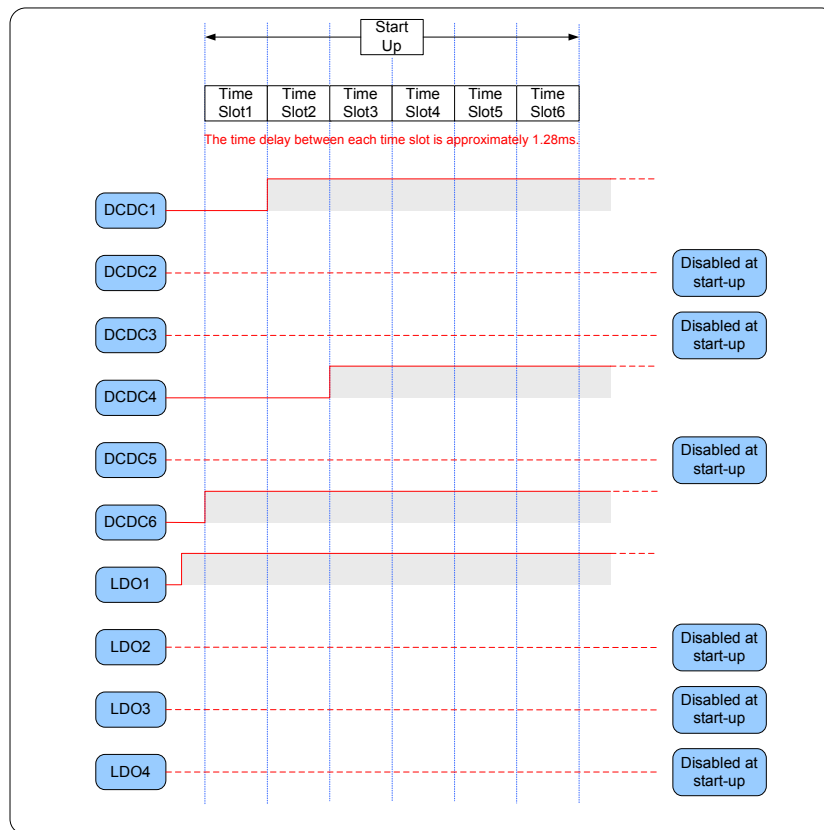 Start
Up
Time
Slot1
Time
Slot2
Time
Slot3
Time
Slot4
Time
Slot5
Time
Slot6
The time delay between each time slot is approximately 1.28ms.
DCDC1
DCDC2
Disabled at
start-up
DCDC3
Disabled at
start-up
DCDC4
DCDC5
Disabled at
start-up
DCDC6
LDO1
LDO2
Disabled at
start-up
LDO3
Disabled at
start-up
LDO4
Disabled at
start-up